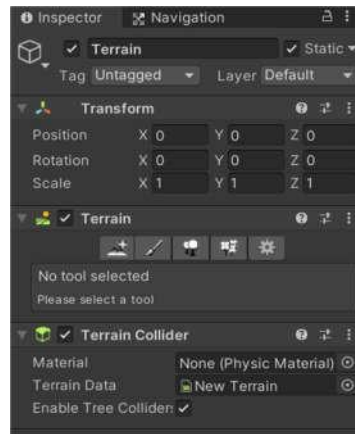 Inspector Navigation
Terrain Static
Tag Untagged Layer Default
Transform
Position X 0 Y 0 Z 0
Rotation X 0 Y 0 Z 0
Scale X 1 Y 1 Z 1
Terrain
No tool selected
Please select a tool
Terrain Collider
Material None (Physic Material)
Terrain Data New Terrain
Enable Tree Colliders